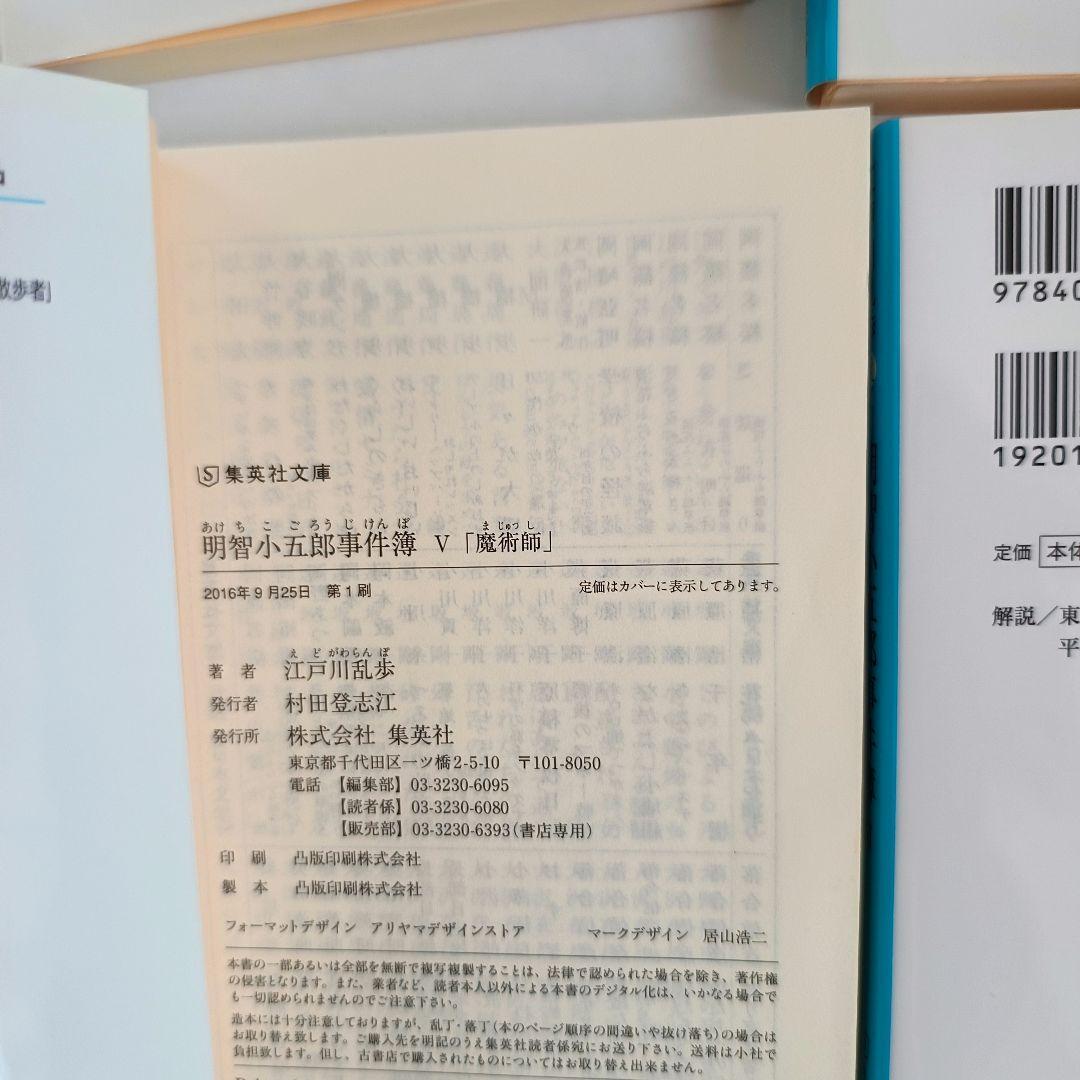 散歩者」
集英社文庫
あけちこごろうじけんぼ まじゅつし
明智小五郎事件簿 Ⅴ「魔術師」
2016年9月25日 第1刷
定価はカバーに表示してあります。
えどがわらんぽ
著 者 江戸川乱歩
発行者 村田登志江
発行所 株式会社 集英社
東京都千代田区一ツ橋2-5-10 〒101-8050
電話 【編集部】03-3230-6095
【読者係】03-3230-6080
【販売部】03-3230-6393(書店専用)
印 刷 凸版印刷株式会社
製 本 凸版印刷株式会社
フォーマットデザイン アリヤマデザインストア マークデザイン 居山浩二
本書の一部あるいは全部を無断で複写複製することは、法律で認められた場合を除き、著作権
の侵害となります。また、業者など、読者本人以外による本書のデジタル化は、いかなる場合で
も一切認められませんのでご注意下さい。
造本には十分注意しておりますが、乱丁・落丁(本のページ順序の間違いや抜け落ち)の場合は
お取り替え致します。ご購入先を明記のうえ集英社読者係宛にお送り下さい。送料は小社で
負担致します。但し、古書店で購入されたものについてはお取り替え出来ません。
97840
19201
定価 本体
解説/東
平